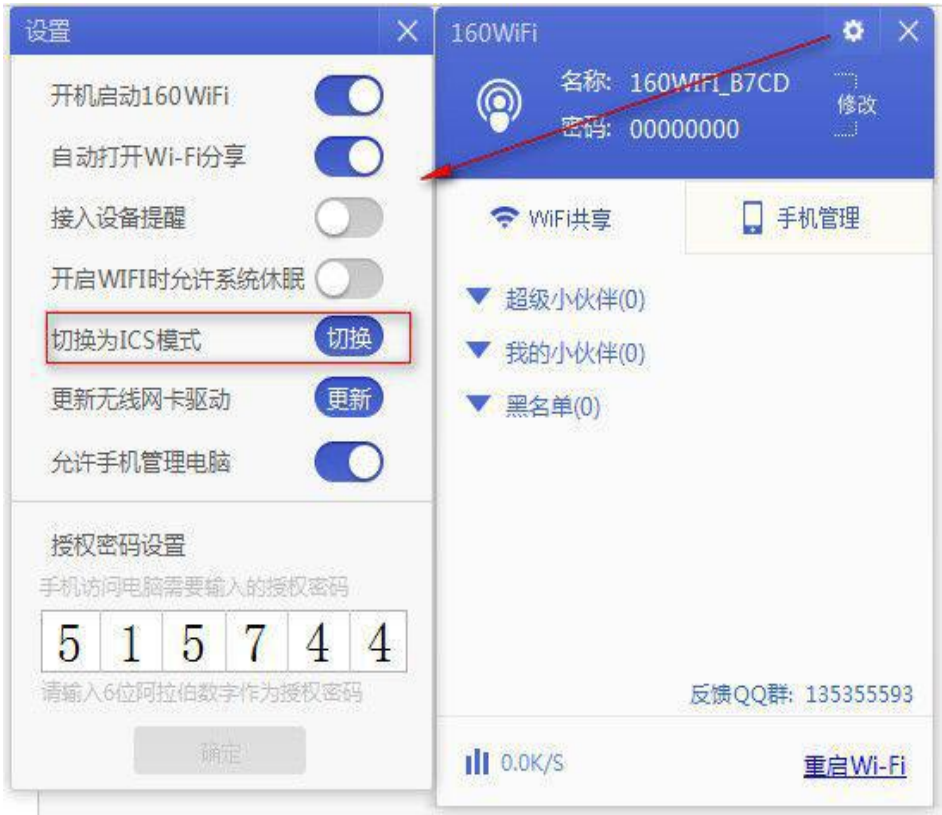 设置
开机启动160WiFi
自动打开Wi-Fi分享
接入设备提醒
开启WIFI时允许系统休眠
切换为ICS模式 切换
更新无线网卡驱动 更新
允许手机管理电脑
授权密码设置
手机访问电脑需要输入的授权密码
5 1 5 7 4 4
请输入6位阿拉伯数字作为授权密码
确定
160WiFi
名称: 160WIFI_B7CD
密码: 00000000
修改
WiFi共享 手机管理
超级小伙伴(0)
我的小伙伴(0)
黑名单(0)
反馈QQ群: 135355593
0.0K/S 重启Wi-Fi